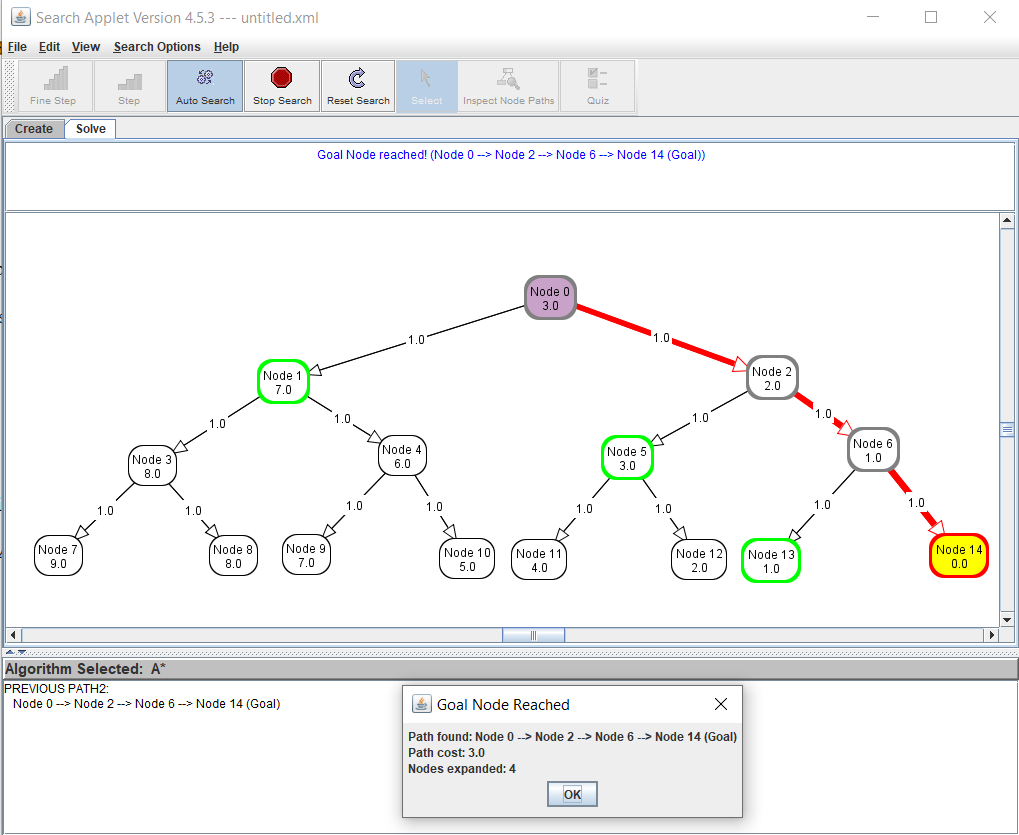 Search Applet Version 4.5.3 --- untitled.xml
File Edit View Search Options Help
Fine Step Step Auto Search Stop Search Reset Search Select Inspect Node Paths Quiz
Create Solve
Goal Node reached! (Node 0 --> Node 2 --> Node 6 --> Node 14 (Goal))
Node 0
3.0
1.0 1.0
Node 1
7.0
Node 2
2.0
1.0 1.0 1.0 1.0
Node 3
8.0
Node 4
6.0
Node 5
3.0
Node 6
1.0
1.0 1.0 1.0 1.0 1.0 1.0 1.0 1.0
Node 7
9.0
Node 8
8.0
Node 9
7.0
Node 10
5.0
Node 11
4.0
Node 12
2.0
Node 13
1.0
Node 14
0.0
Algorithm Selected: A*
PREVIOUS PATH2:
Node 0 --> Node 2 --> Node 6 --> Node 14 (Goal)
Goal Node Reached
Path found: Node 0 --> Node 2 --> Node 6 --> Node 14 (Goal)
Path cost: 3.0
Nodes expanded: 4
OK